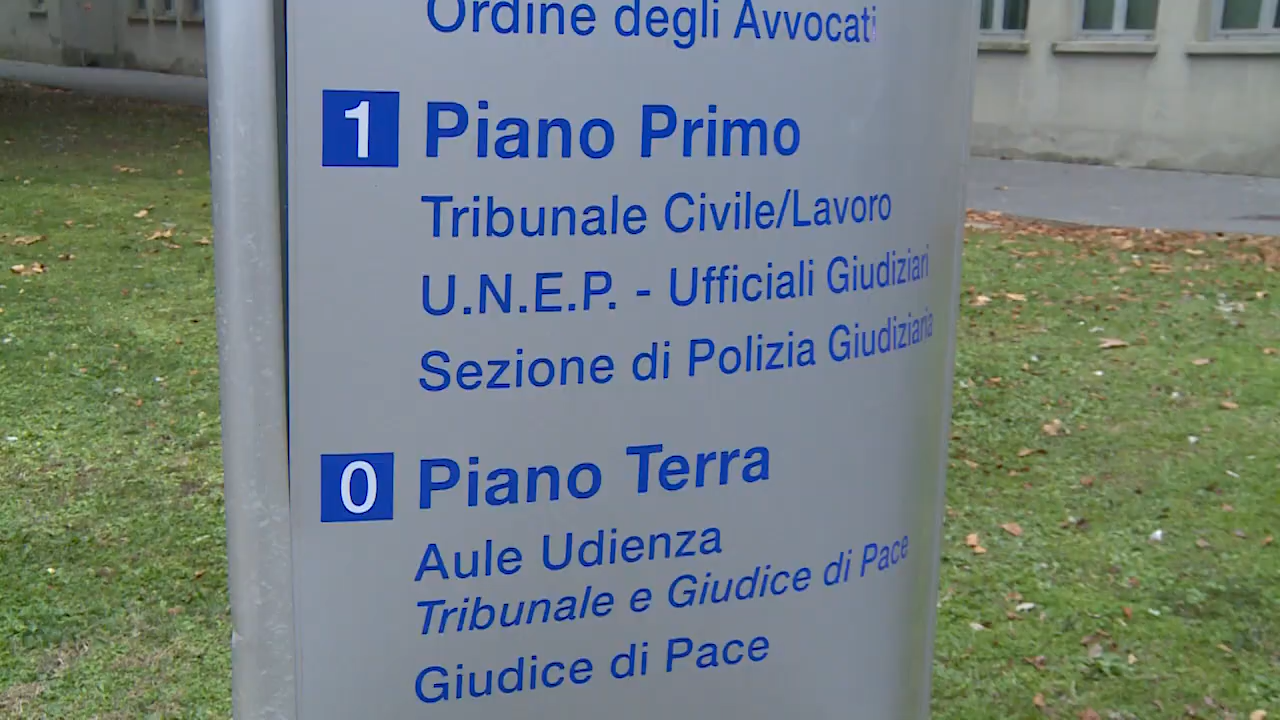 Ordine degli Avvocati
1 Piano Primo
Tribunale Civile/Lavoro
U.N.E.P. - Ufficiali Giudiziari
Sezione di Polizia Giudiziaria
0 Piano Terra
Aule Udienza
Tribunale e Giudice di Pace
Giudice di Pace